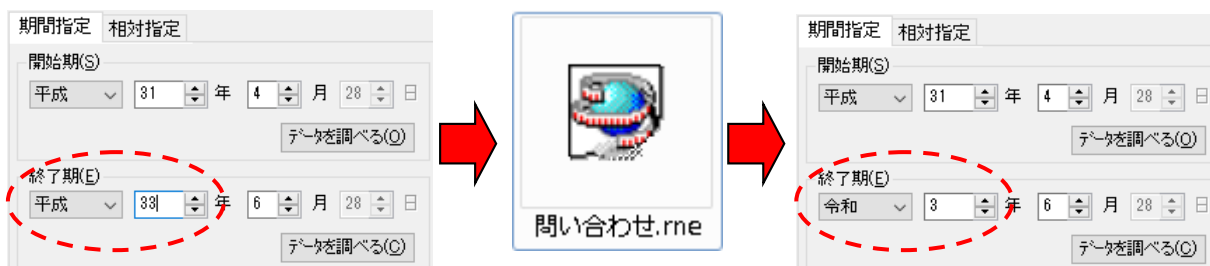 期間指定 相対指定
開始期(S)
平成 31 年 4 月 28 日
データを調べる(O)
終了期(E)
平成 33 年 6 月 28 日
データを調べる(C)
問い合わせ.rne
期間指定 相対指定
開始期(S)
平成 31 年 4 月 28 日
データを調べる(O)
終了期(E)
令和 3 年 6 月 28 日
データを調べる(C)